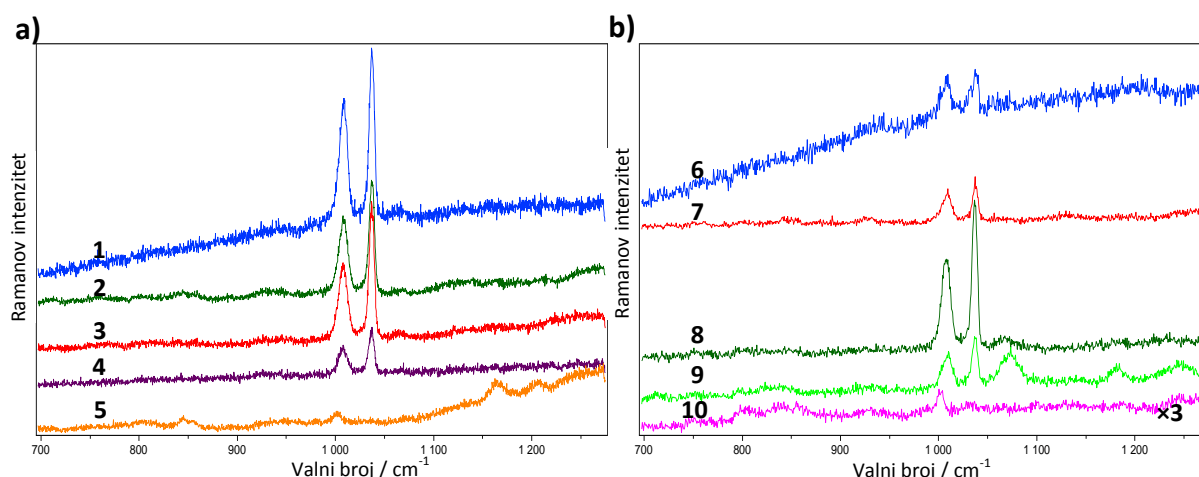 a)
Ramanov intenzitet
1
2
3
4
5
700 800 900 1 000 1 100 1 200
Valni broj / cm⁻¹
b)
Ramanov intenzitet
6
7
8
9
10
×3
700 800 900 1 000 1 100 1 200
Valni broj / cm⁻¹